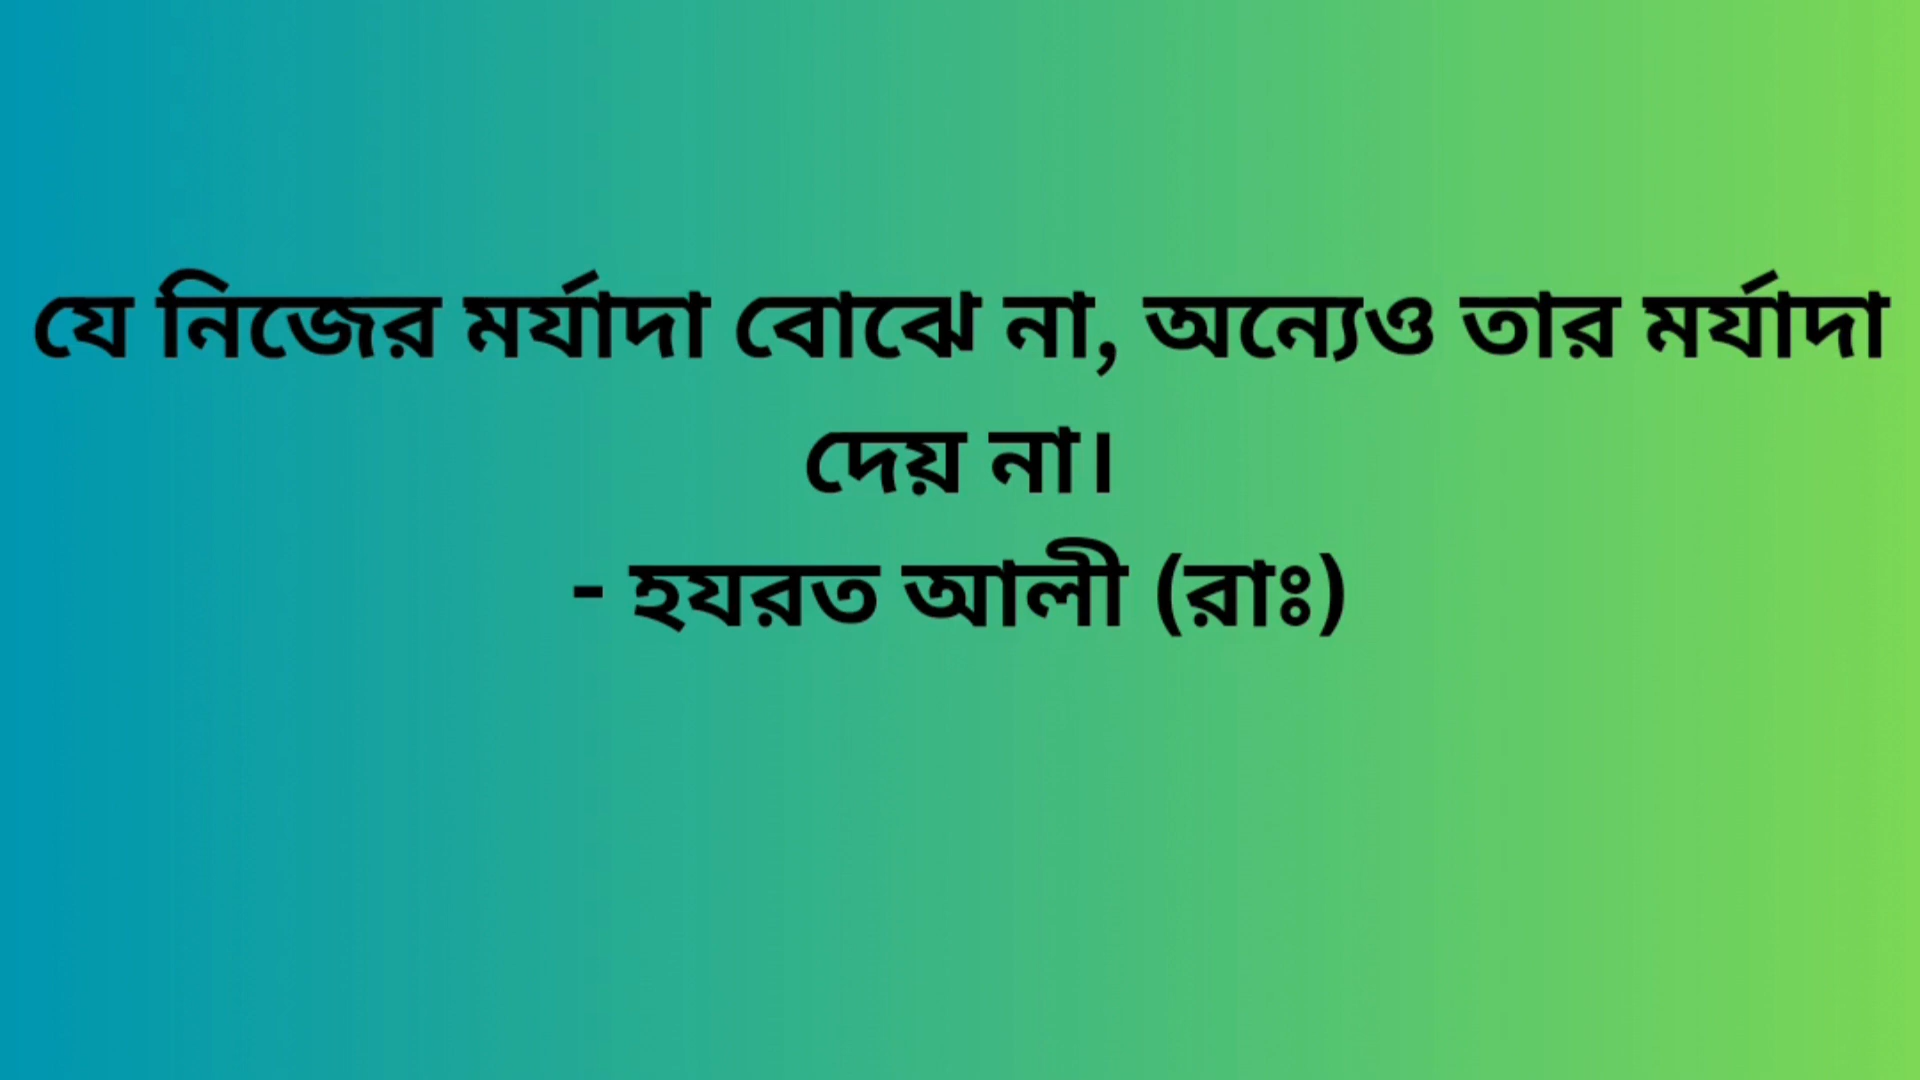 যে নিজের মর্যাদা বোঝে না, অন্যেও তার মর্যাদা
দেয় না।
- হযরত আলী (রাঃ)